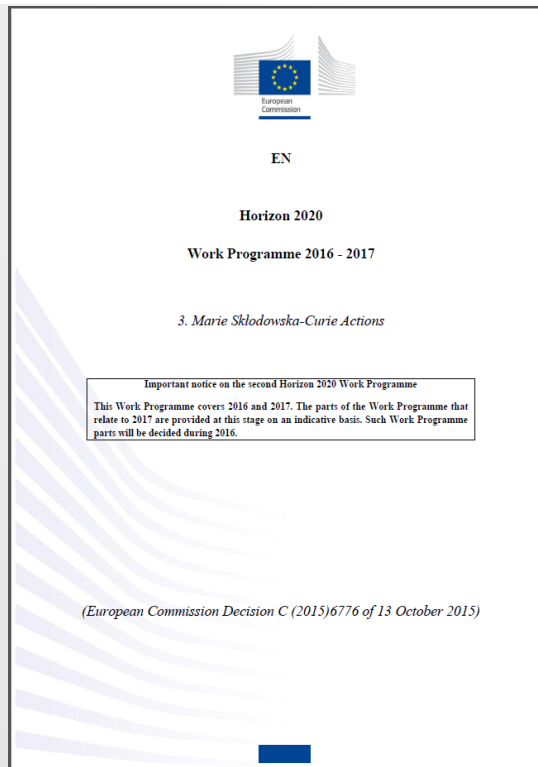 European
Commission
EN
Horizon 2020
Work Programme 2016 - 2017
3. Marie Skłodowska-Curie Actions
Important notice on the second Horizon 2020 Work Programme
This Work Programme covers 2016 and 2017. The parts of the Work Programme that
relate to 2017 are provided at this stage on an indicative basis. Such Work Programme
parts will be decided during 2016.
(European Commission Decision C (2015)6776 of 13 October 2015)